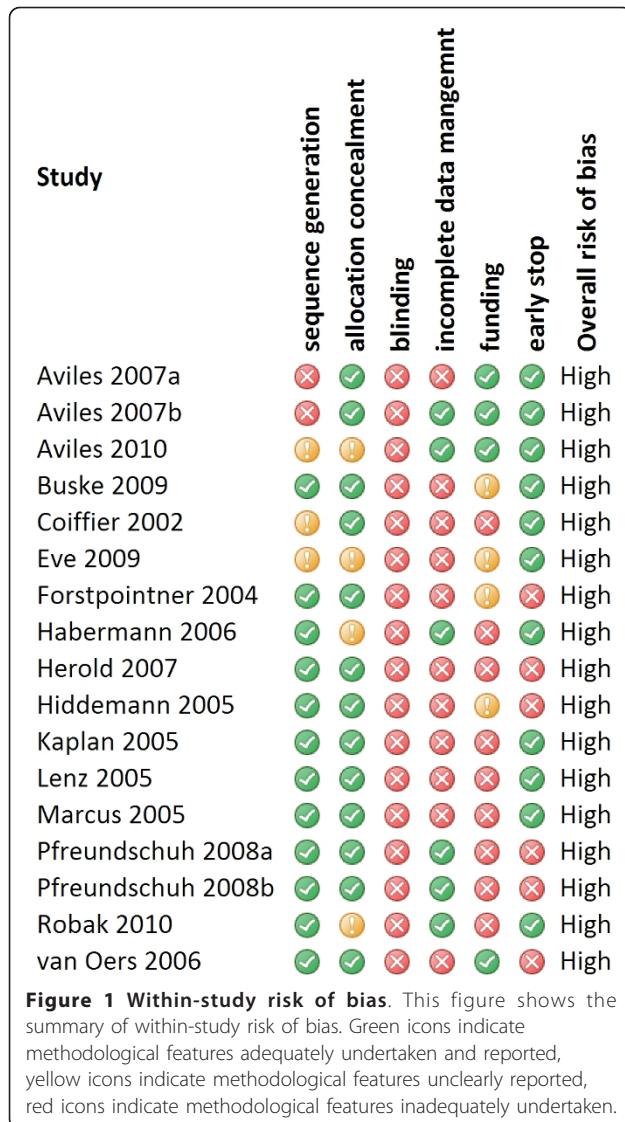 Study
sequence generation
allocation concealment
blinding
incomplete data mangemnt
funding
early stop
Overall risk of bias
Aviles 2007a High
Aviles 2007b High
Aviles 2010 High
Buske 2009 High
Coiffier 2002 High
Eve 2009 High
Forstpointner 2004 High
Habermann 2006 High
Herold 2007 High
Hiddemann 2005 High
Kaplan 2005 High
Lenz 2005 High
Marcus 2005 High
Pfreundschuh 2008a High
Pfreundschuh 2008b High
Robak 2010 High
van Oers 2006 High
Figure 1 Within-study risk of bias. This figure shows the
summary of within-study risk of bias. Green icons indicate
methodological features adequately undertaken and reported,
yellow icons indicate methodological features unclearly reported,
red icons indicate methodological features inadequately undertaken.